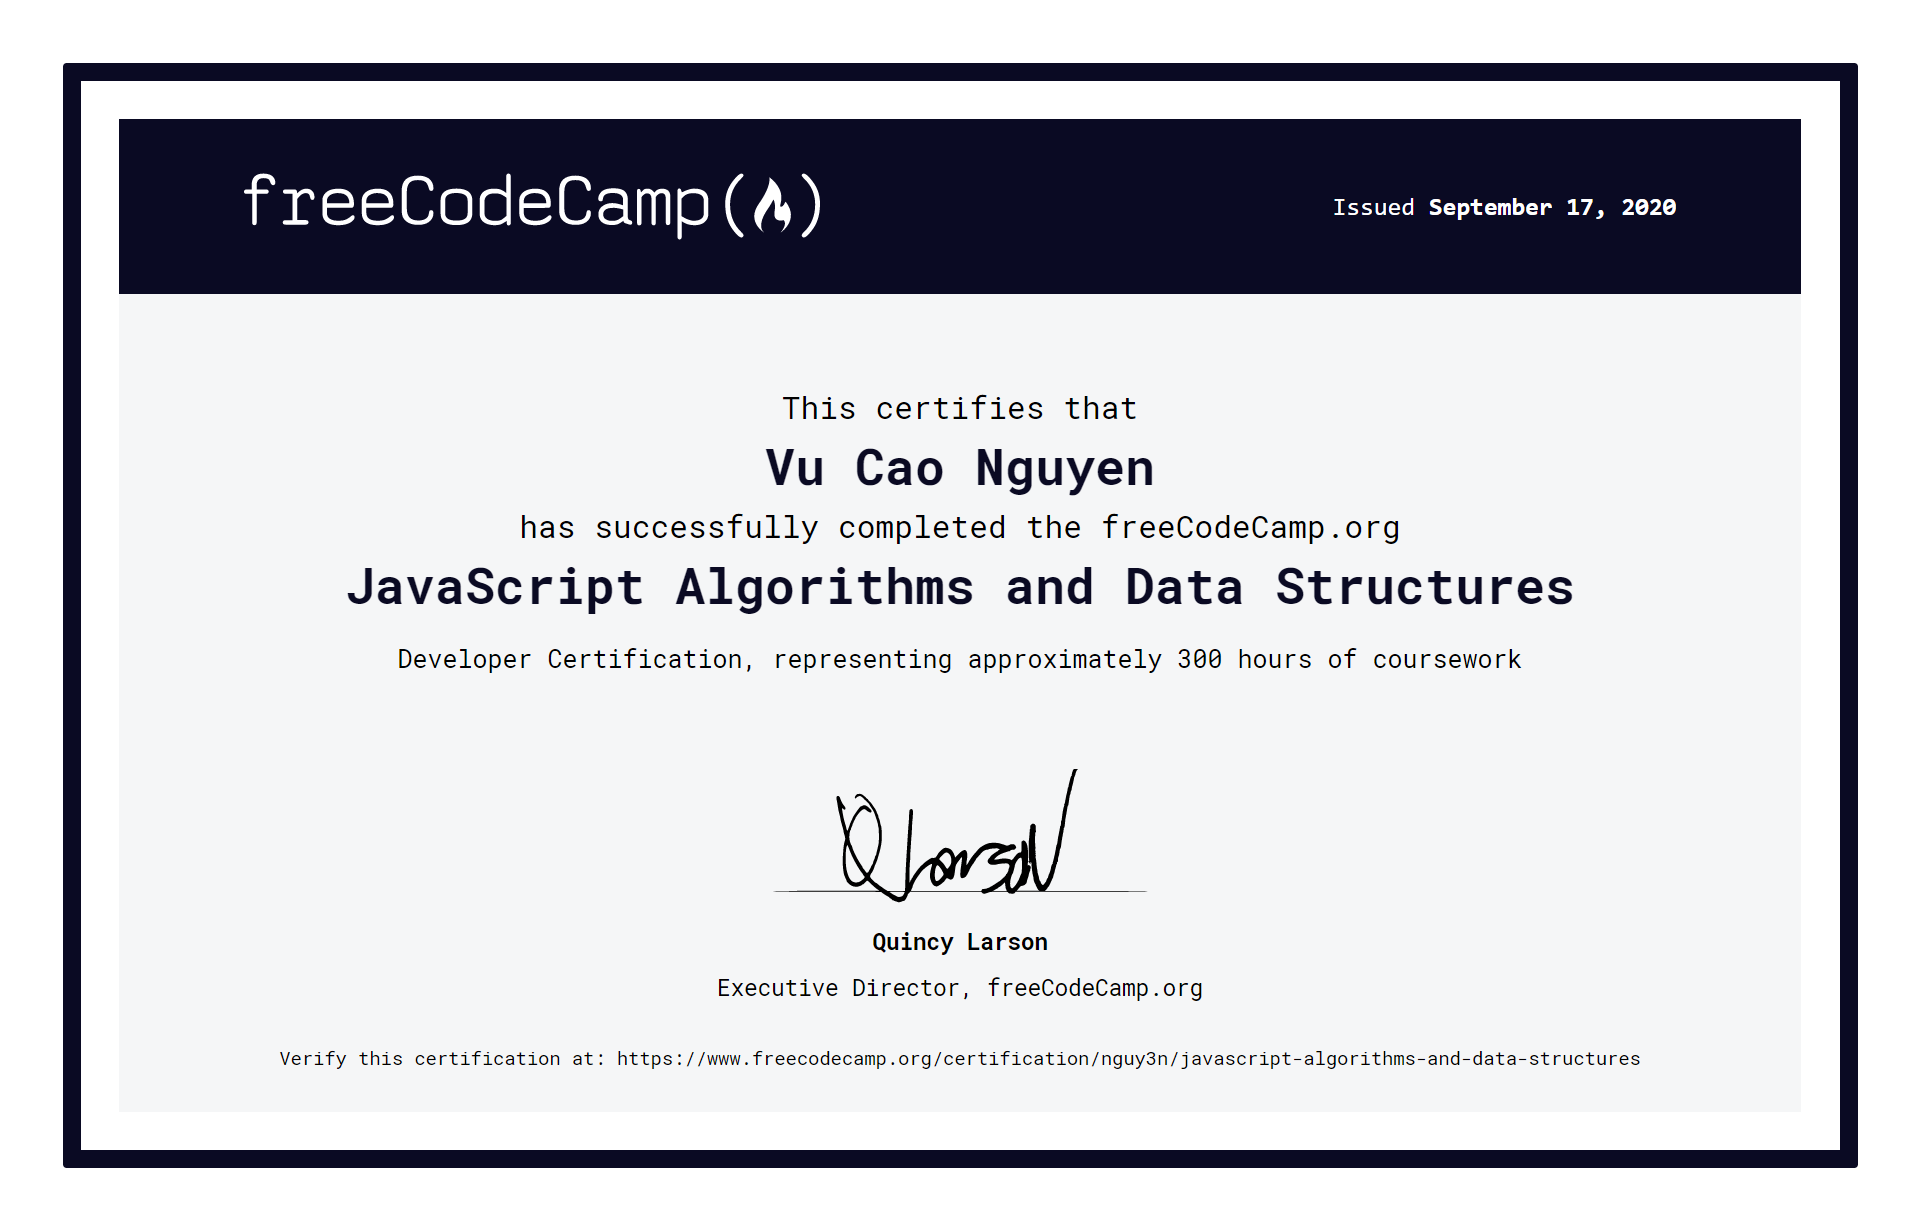 freeCodeCamp(🔥)
Issued September 17, 2020
This certifies that
Vu Cao Nguyen
has successfully completed the freeCodeCamp.org
JavaScript Algorithms and Data Structures
Developer Certification, representing approximately 300 hours of coursework
Q Larson
Quincy Larson
Executive Director, freeCodeCamp.org
Verify this certification at: https://www.freecodecamp.org/certification/nguy3n/javascript-algorithms-and-data-structures